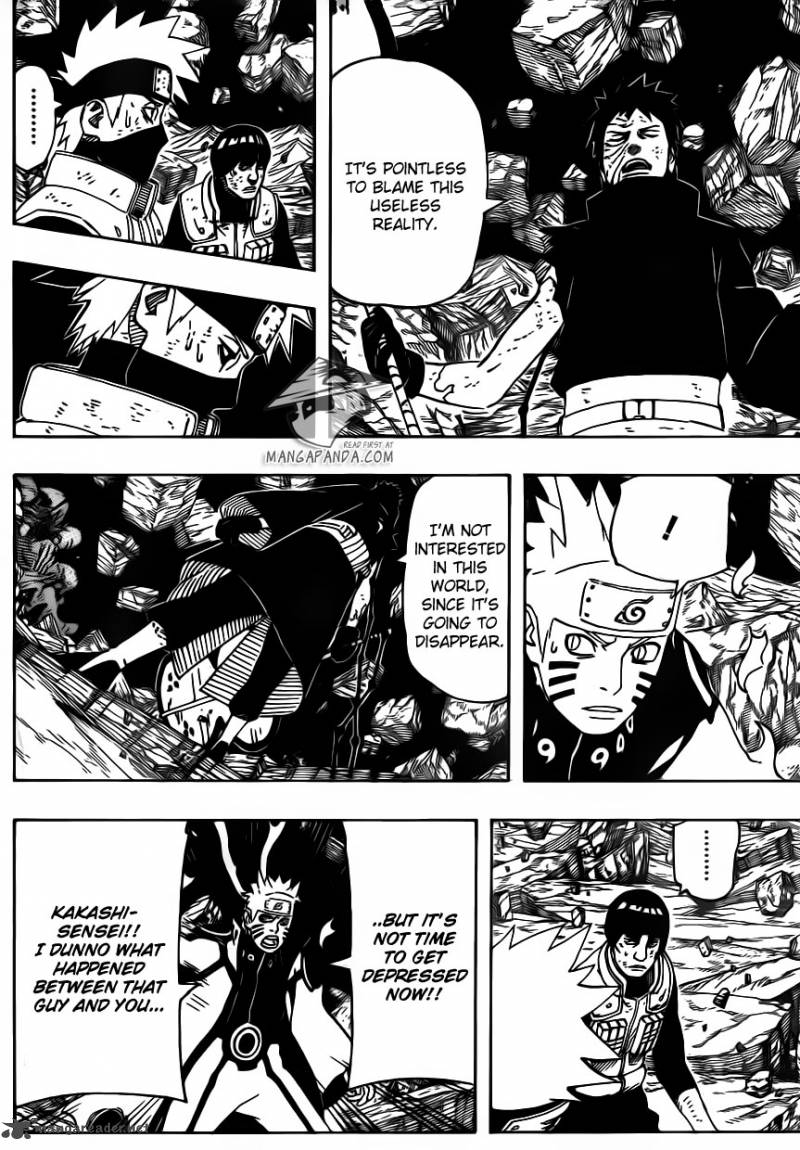 .........
IT'S POINTLESS
TO BLAME THIS
USELESS
REALITY.
READ FIRST AT
MANGAPANDA.COM
!
I'M NOT
INTERESTED
IN THIS
WORLD,
SINCE IT'S
GOING TO
DISAPPEAR.
.........
..BUT IT'S
NOT TIME TO
GET
DEPRESSED
NOW!!
KAKASHI-
SENSEI!!
I DUNNO WHAT
HAPPENED
BETWEEN THAT
GUY AND YOU...
mangareader.net